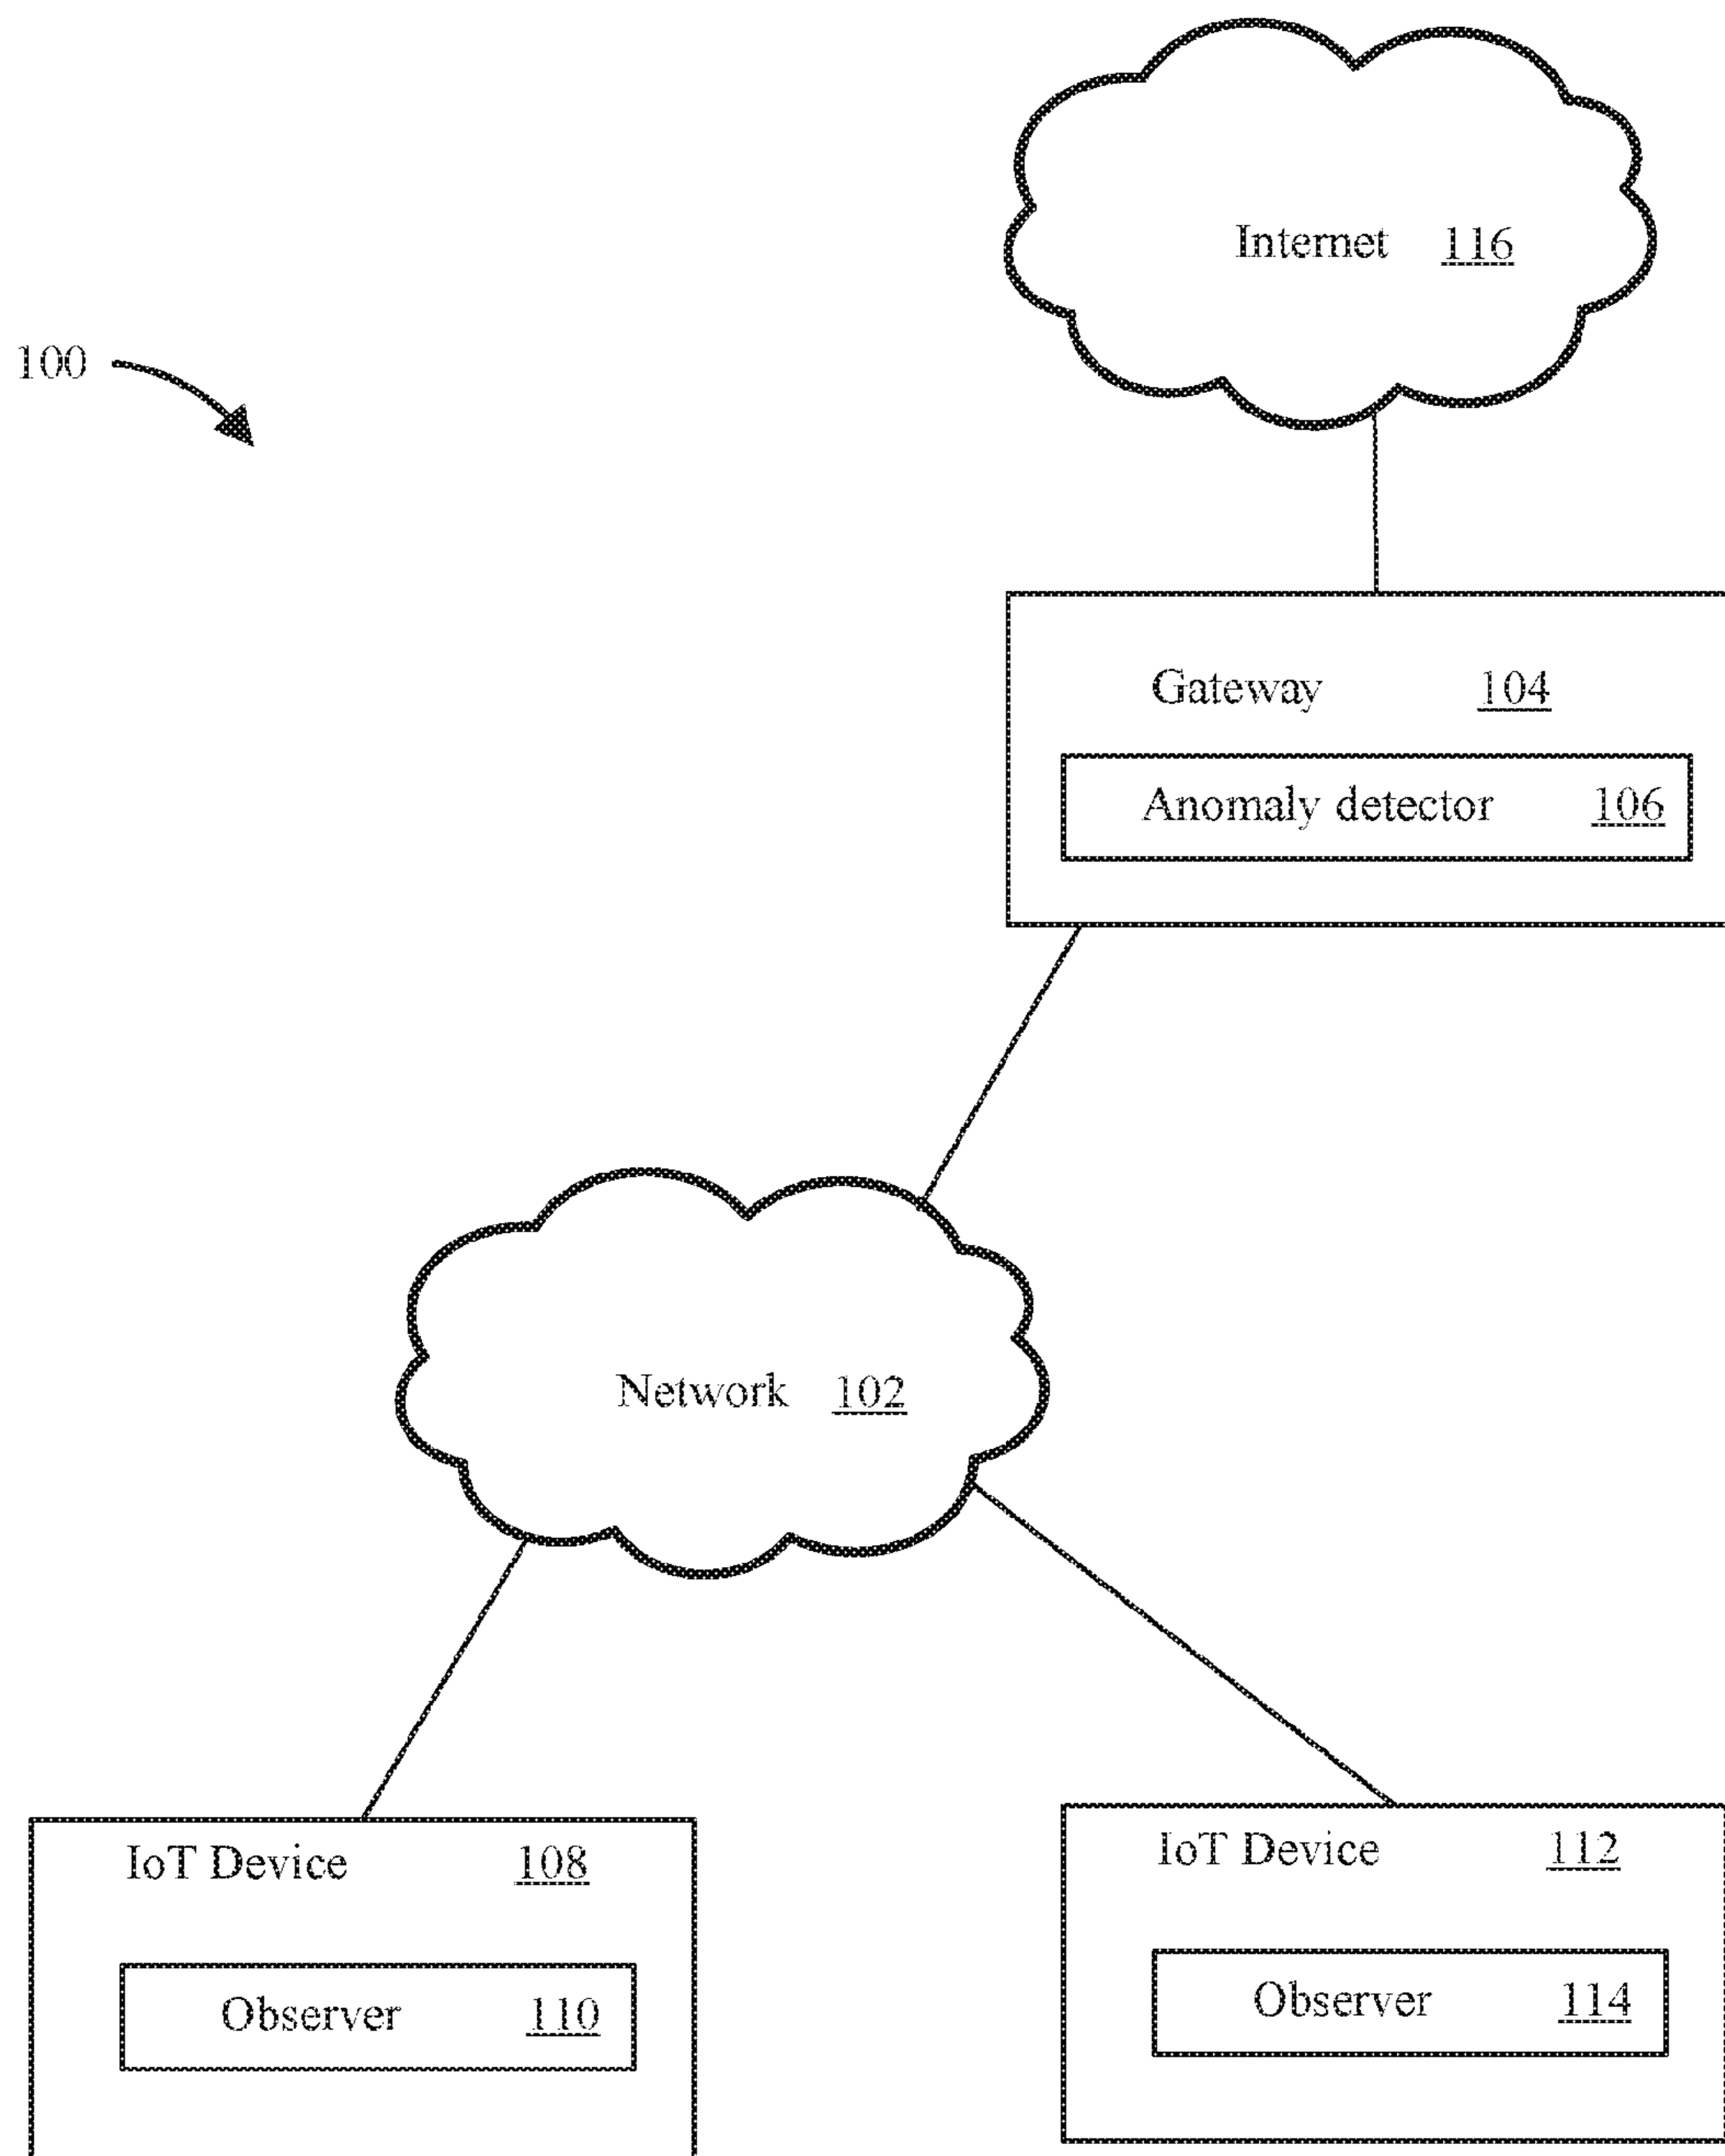 Internet 116
100
Gateway 104
Anomaly detector 106
Network 102
IoT Device 108
IoT Device 112
Observer 110
Observer 114